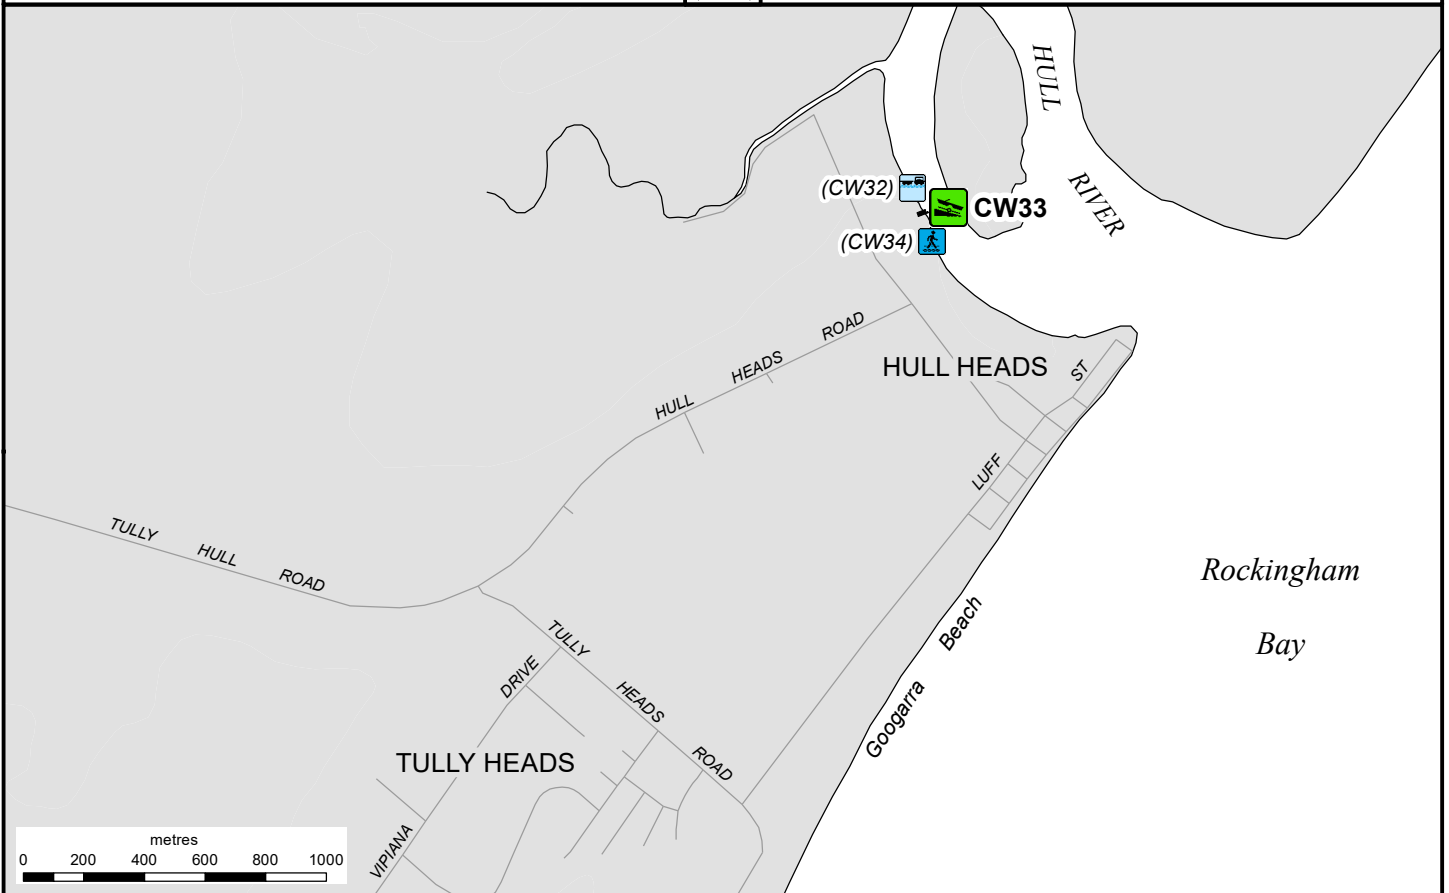 HULL
RIVER
(CW32)
CW33
(CW34)
HULL HEADS ROAD
HULL HEADS
LUFF ST
TULLY HULL ROAD
Rockingham
Bay
Googarra Beach
TULLY HEADS ROAD
VIPIANA DRIVE
TULLY HEADS
metres
0 200 400 600 800 1000